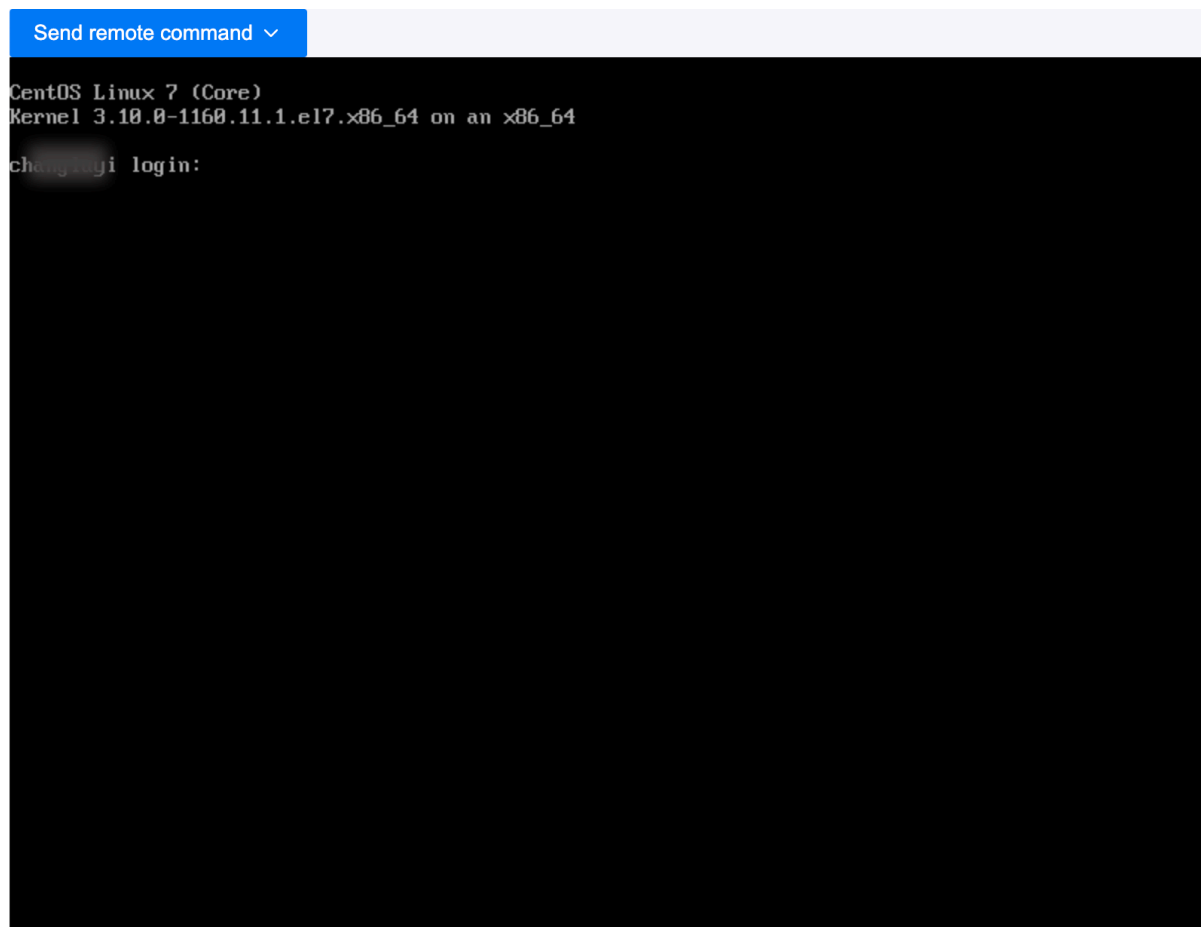 Send remote command
CentOS Linux 7 (Core)
Kernel 3.10.0-1160.11.1.el7.x86_64 on an x86_64
login: